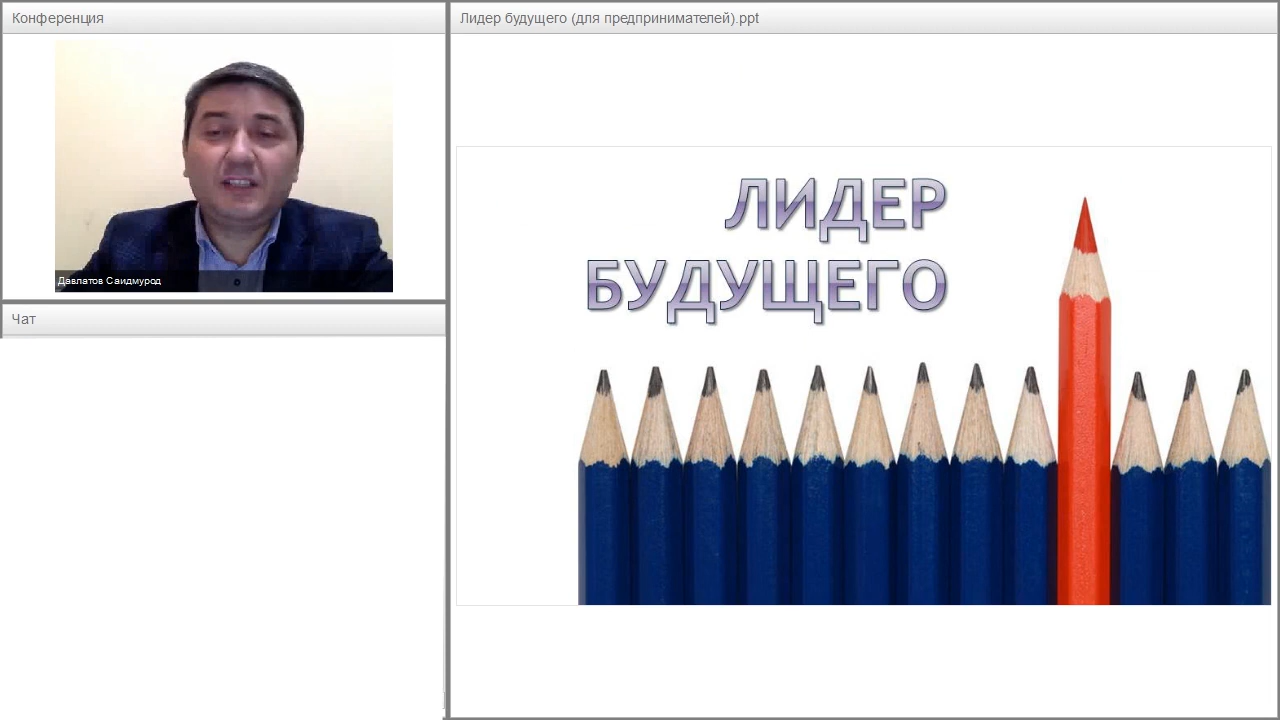 Конференция
Давлатов Саидмурод
Чат
Лидер будущего (для предпринимателей).ppt
ЛИДЕР
БУДУЩЕГО